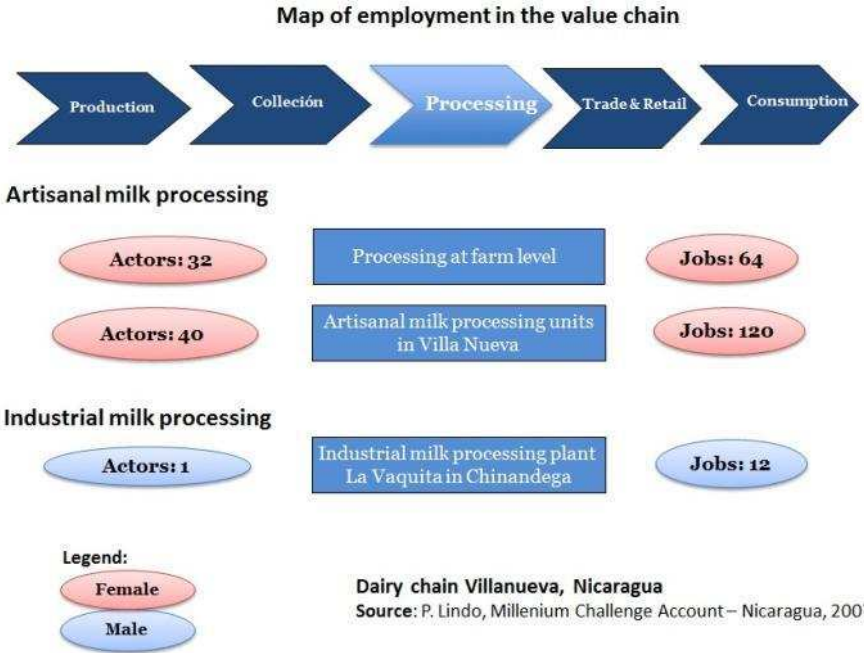 Map of employment in the value chain
Production
Colleción
Processing
Trade & Retail
Consumption
Artisanal milk processing
Actors: 32
Processing at farm level
Jobs: 64
Actors: 40
Artisanal milk processing units
in Villa Nueva
Jobs: 120
Industrial milk processing
Actors: 1
Industrial milk processing plant
La Vaquita in Chinandega
Jobs: 12
Legend:
Female
Male
Dairy chain Villanueva, Nicaragua
Source: P. Lindo, Millenium Challenge Account – Nicaragua,